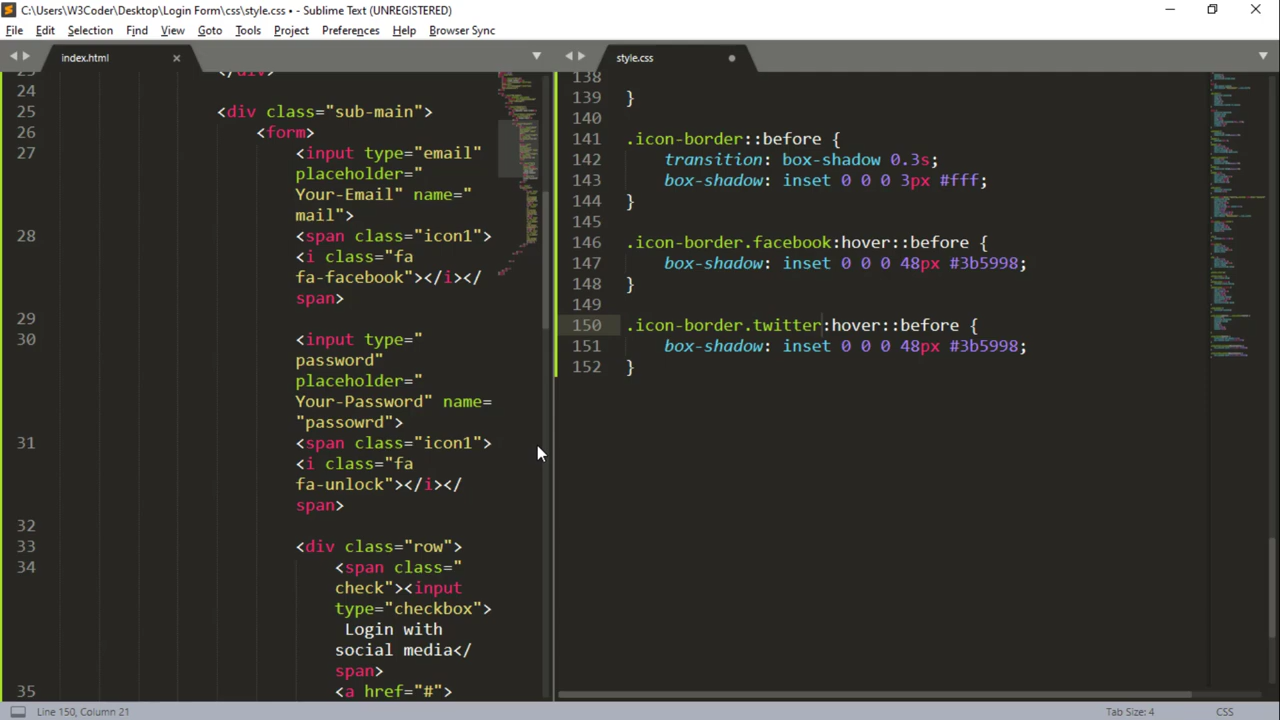 C:\Users\W3Coder\Desktop\Login Form\css\style.css • - Sublime Text (UNREGISTERED)
File Edit Selection Find View Goto Tools Project Preferences Help Browser Sync
index.html
style.css
23 </div>
24
25 <div class="sub-main">
26 <form>
27 <input type="email"
placeholder="
Your-Email" name="
mail">
28 <span class="icon1">
<i class="fa
fa-facebook"></i></
span>
29
30 <input type="
password"
placeholder="
Your-Password" name=
"passowrd">
31 <span class="icon1">
<i class="fa
fa-unlock"></i></
span>
32
33 <div class="row">
34 <span class="
check"><input
type="checkbox">
Login with
social media</
span>
35 <a href="#">
138
139 }
140
141 .icon-border::before {
142 transition: box-shadow 0.3s;
143 box-shadow: inset 0 0 0 3px #fff;
144 }
145
146 .icon-border.facebook:hover::before {
147 box-shadow: inset 0 0 0 48px #3b5998;
148 }
149
150 .icon-border.twitter:hover::before {
151 box-shadow: inset 0 0 0 48px #3b5998;
152 }
Line 150, Column 21
Tab Size: 4
CSS